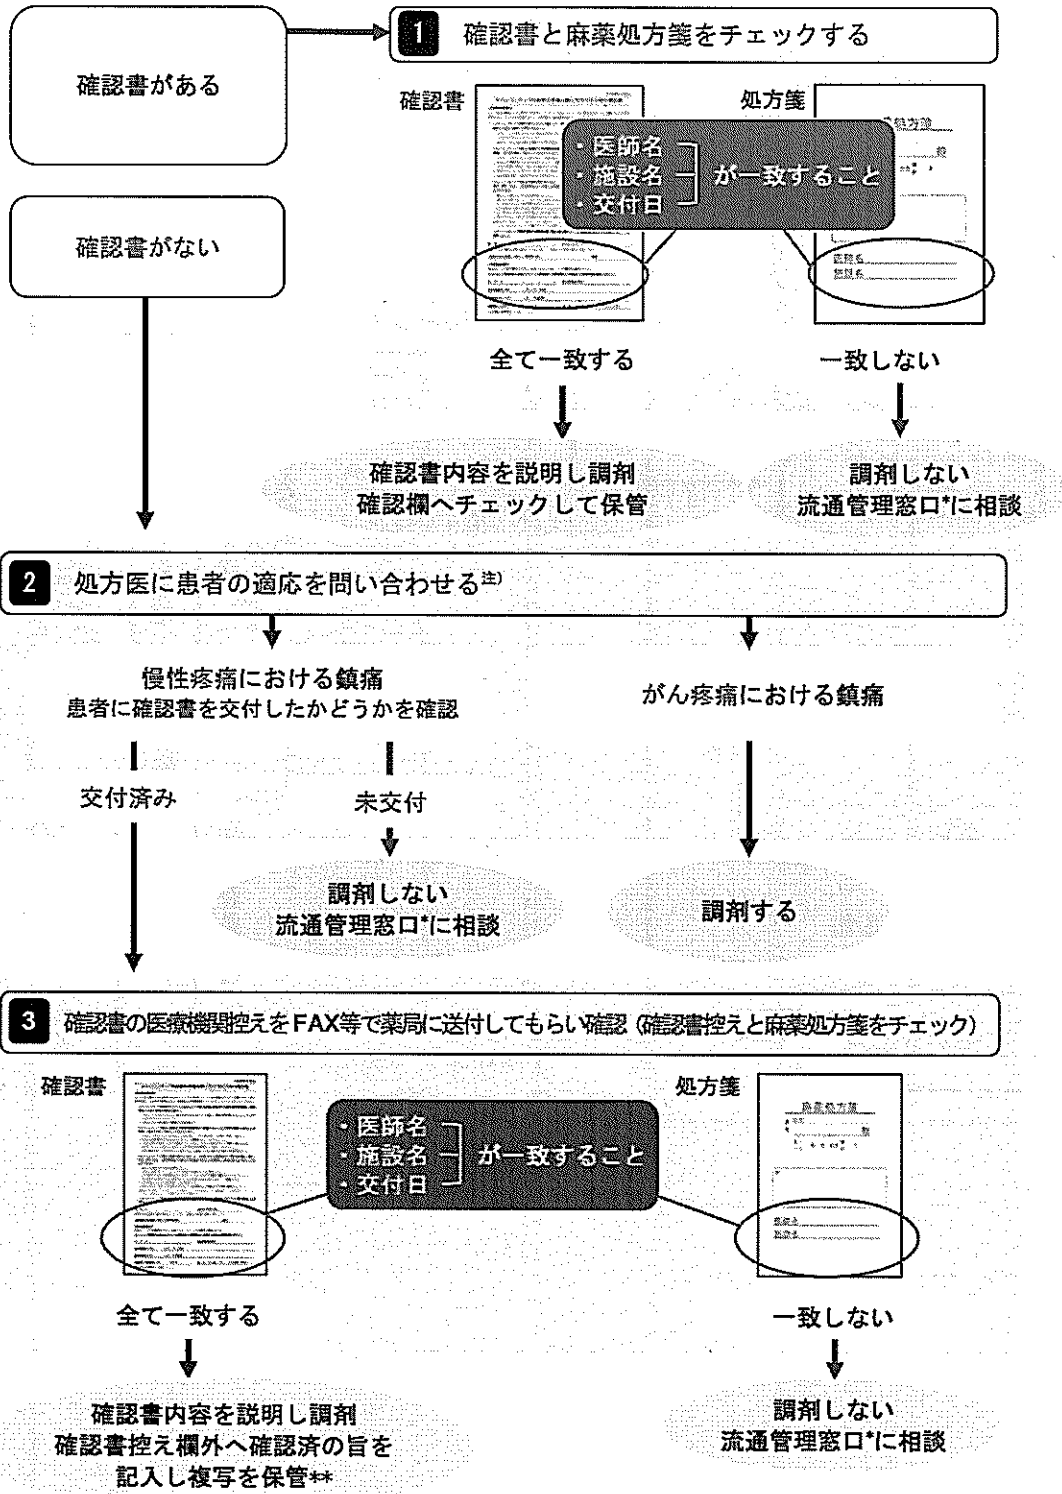 確認書がある
1 確認書と麻薬処方箋をチェックする
確認書
処方箋
・医師名
・施設名
・交付日
が一致すること
医師名
施設名
確認書がない
全て一致する
一致しない
確認書内容を説明し調剤
確認欄へチェックして保管
調剤しない
流通管理窓口*に相談
2 処方医に患者の適応を問い合わせる注)
慢性疼痛における鎮痛
患者に確認書を交付したかどうかを確認
がん疼痛における鎮痛
交付済み
未交付
調剤しない
流通管理窓口*に相談
調剤する
3 確認書の医療機関控えをFAX等で薬局に送付してもらい確認（確認書控えと麻薬処方箋をチェック）
確認書
処方箋
麻薬処方箋
・医師名
・施設名
・交付日
が一致すること
全て一致する
一致しない
確認書内容を説明し調剤
確認書控え欄外へ確認済の旨を
記入し複写を保管**
調剤しない
流通管理窓口*に相談